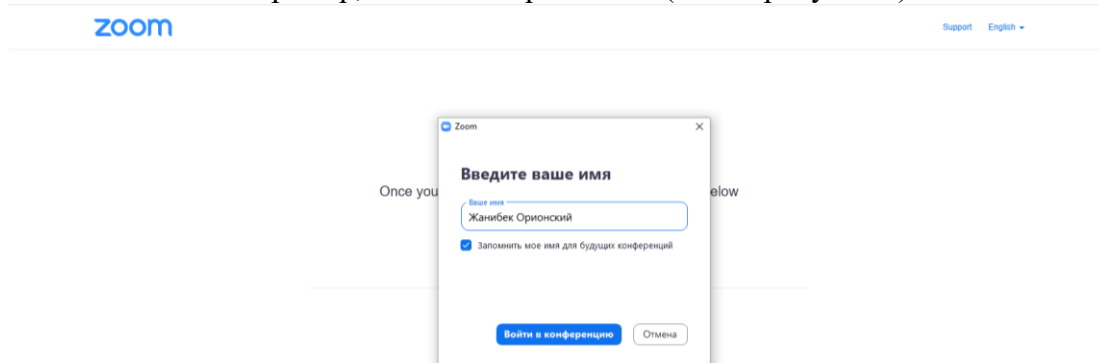 zoom
Support English
Zoom
Введите ваше имя
Once you
elow
Ваше имя
Жанибек Орионский
Запомнить мое имя для будущих конференций
Войти в конференцию Отмена